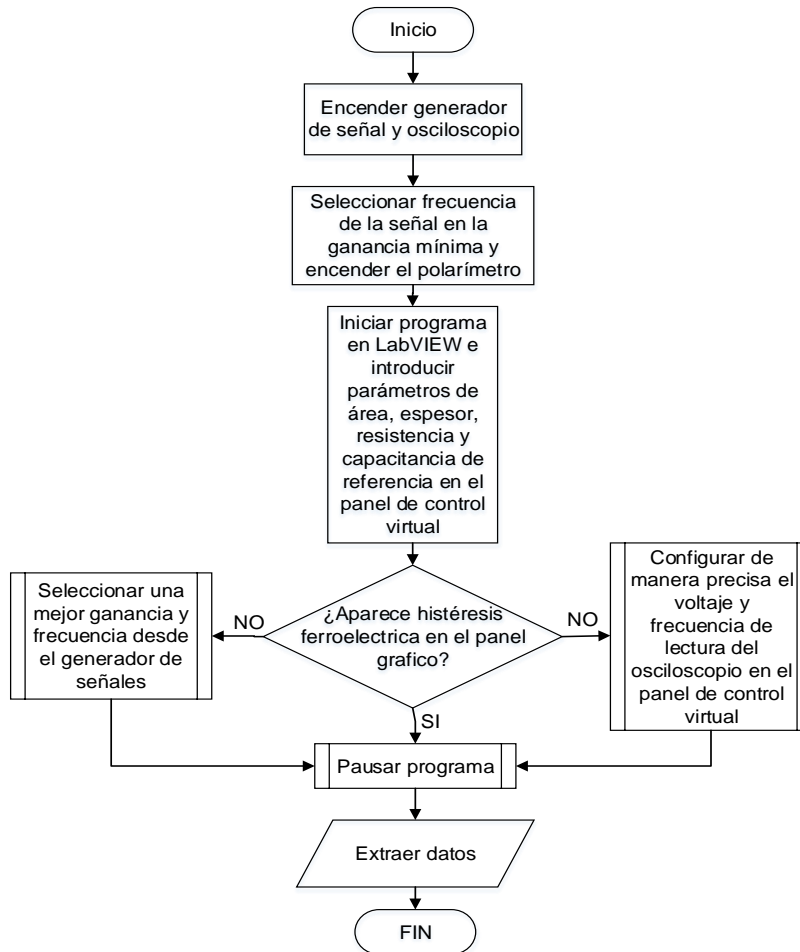 Inicio
Encender generador
de señal y osciloscopio
Seleccionar frecuencia
de la señal en la
ganancia mínima y
encender el polarímetro
Iniciar programa
en LabVIEW e
introducir
parámetros de
área, espesor,
resistencia y
capacitancia de
referencia en el
panel de control
virtual
¿Aparece histéresis
ferroelectrica en el panel
grafico?
NO
Seleccionar una
mejor ganancia y
frecuencia desde
el generador de
señales
NO
Configurar de
manera precisa el
voltaje y
frecuencia de
lectura del
osciloscopio en el
panel de control
virtual
SI
Pausar programa
Extraer datos
FIN